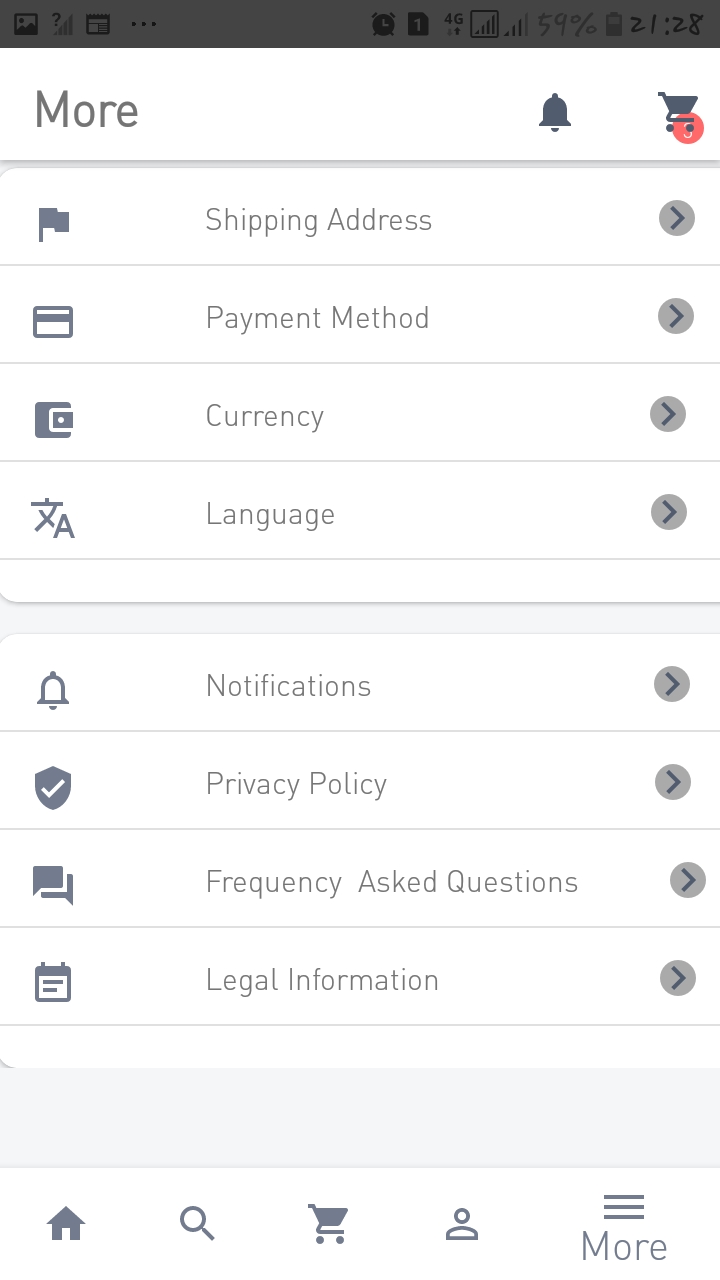 ? 1 4G 59% 21:28
More
3
Shipping Address
Payment Method
Currency
Language
Notifications
Privacy Policy
Frequency  Asked Questions
Legal Information
More